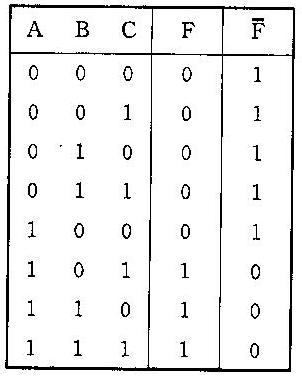 A B C F F̅
0 0 0 0 1
0 0 1 0 1
0 1 0 0 1
0 1 1 0 1
1 0 0 0 1
1 0 1 1 0
1 1 0 1 0
1 1 1 1 0